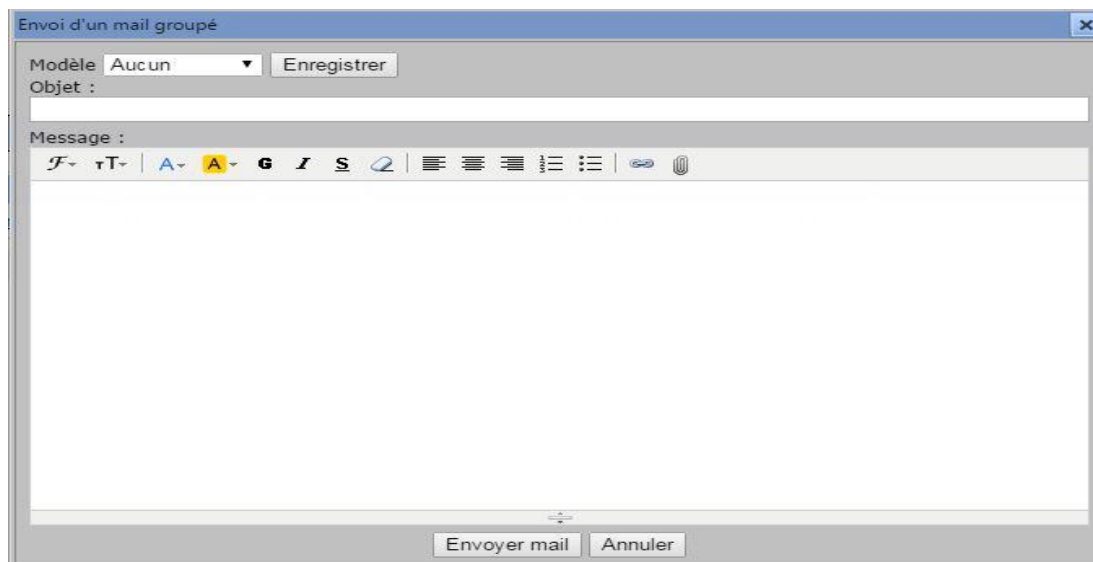 Envoi d'un mail groupé
Modèle Aucun Enregistrer
Objet :
Message :
F T T A A G I S
Envoyer mail Annuler